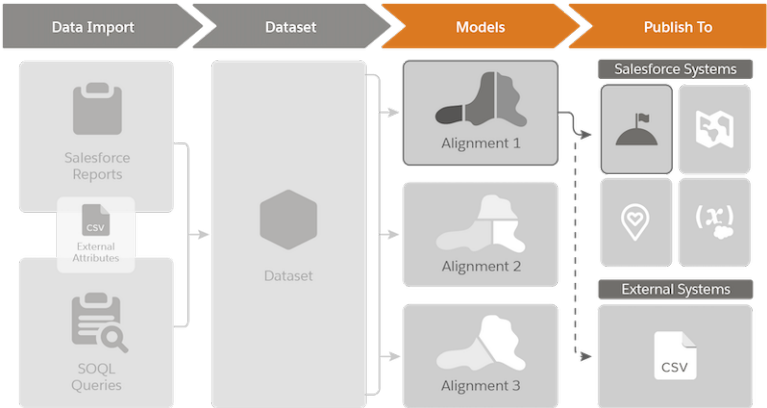 Data Import
Dataset
Models
Publish To
Salesforce
Reports
CSV
External
Attributes
SOQL
Queries
Dataset
Alignment 1
Alignment 2
Alignment 3
Salesforce Systems
(x)
External Systems
CSV